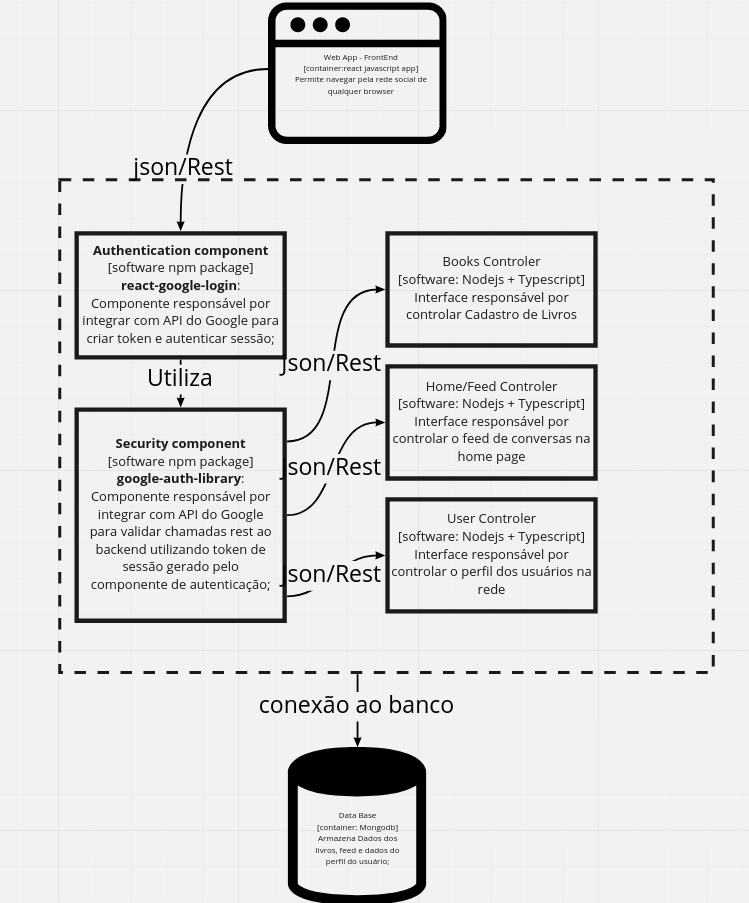 Web App - FrontEnd
[container:react javascript app]
Permite navegar pela rede social de
qualquer browser
json/Rest
Authentication component
[software npm package]
react-google-login:
Componente responsável por
integrar com API do Google para
criar token e autenticar sessão;
Utiliza
Security component
[software npm package]
google-auth-library:
Componente responsável por
integrar com API do Google
para validar chamadas rest ao
backend utilizando token de
sessão gerado pelo
componente de autenticação;
Json/Rest
Json/Rest
Json/Rest
Books Controler
[software: Nodejs + Typescript]
Interface responsável por
controlar Cadastro de Livros
Home/Feed Controler
[software: Nodejs + Typescript]
Interface responsável por
controlar o feed de conversas na
home page
User Controler
[software: Nodejs + Typescript]
Interface responsável por
controlar o perfil dos usuários na
rede
conexão ao banco
Data Base
[container: Mongodb]
Armazena Dados dos
livros, feed e dados do
perfil do usuário;